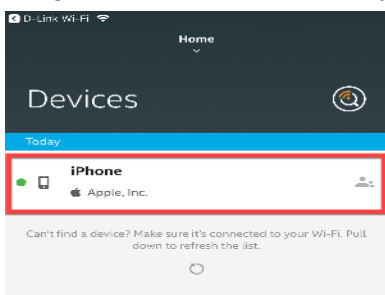 D-Link Wi-Fi
Home
Devices
Today
iPhone
Apple, Inc.
Can't find a device? Make sure it's connected to your Wi-Fi. Pull
down to refresh the list.